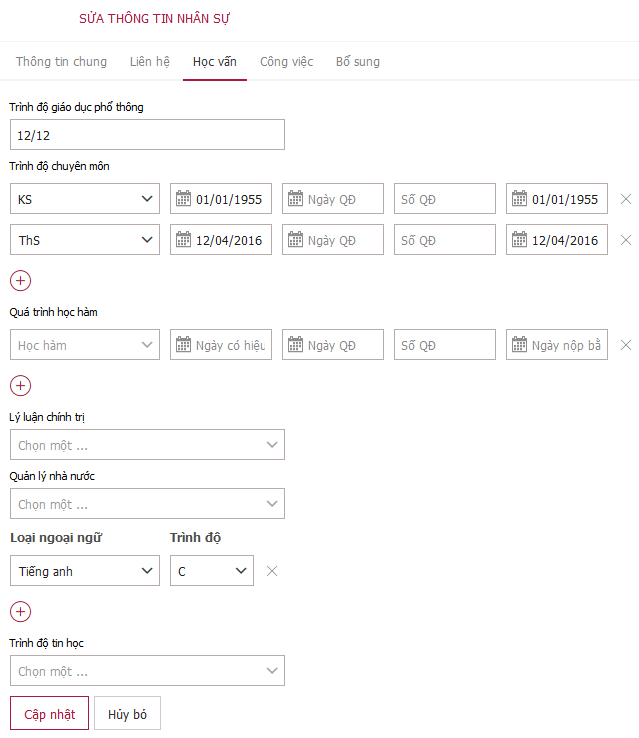 SỬA THÔNG TIN NHÂN SỰ
Thông tin chung Liên hệ Học vấn Công việc Bổ sung
Trình độ giáo dục phổ thông
12/12
Trình độ chuyên môn
KS 01/01/1955 Ngày QĐ Số QĐ 01/01/1955
ThS 12/04/2016 Ngày QĐ Số QĐ 12/04/2016
Quá trình học hàm
Học hàm Ngày có hiệu Ngày QĐ Số QĐ Ngày nộp bằ
Lý luận chính trị
Chọn một ...
Quản lý nhà nước
Chọn một ...
Loại ngoại ngữ Trình độ
Tiếng anh C
Trình độ tin học
Chọn một ...
Cập nhật Hủy bỏ